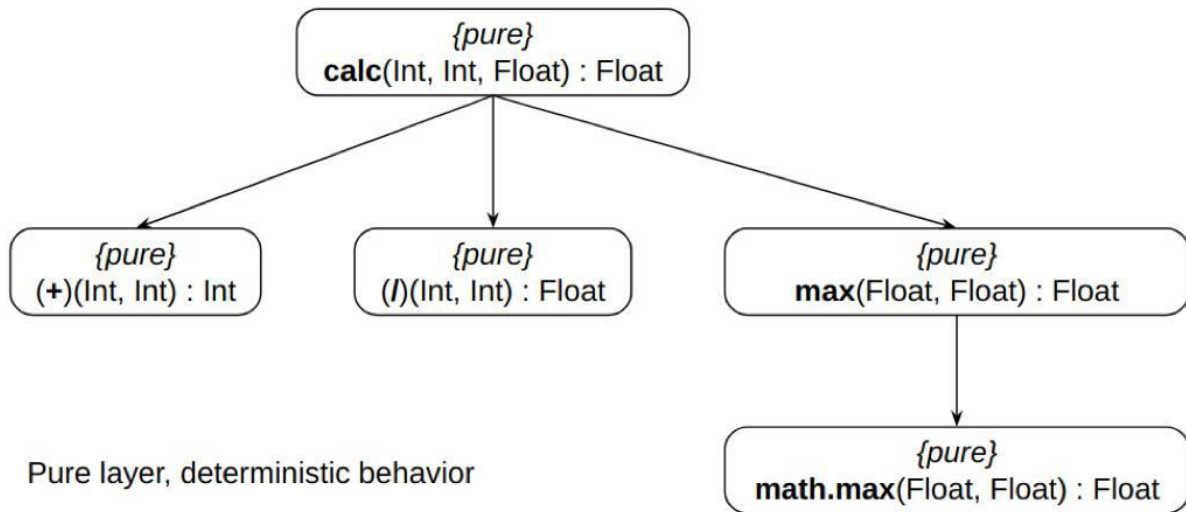 {pure}
calc(Int, Int, Float) : Float
{pure}
(+)(Int, Int) : Int
{pure}
(/)(Int, Int) : Float
{pure}
max(Float, Float) : Float
{pure}
math.max(Float, Float) : Float
Pure layer, deterministic behavior